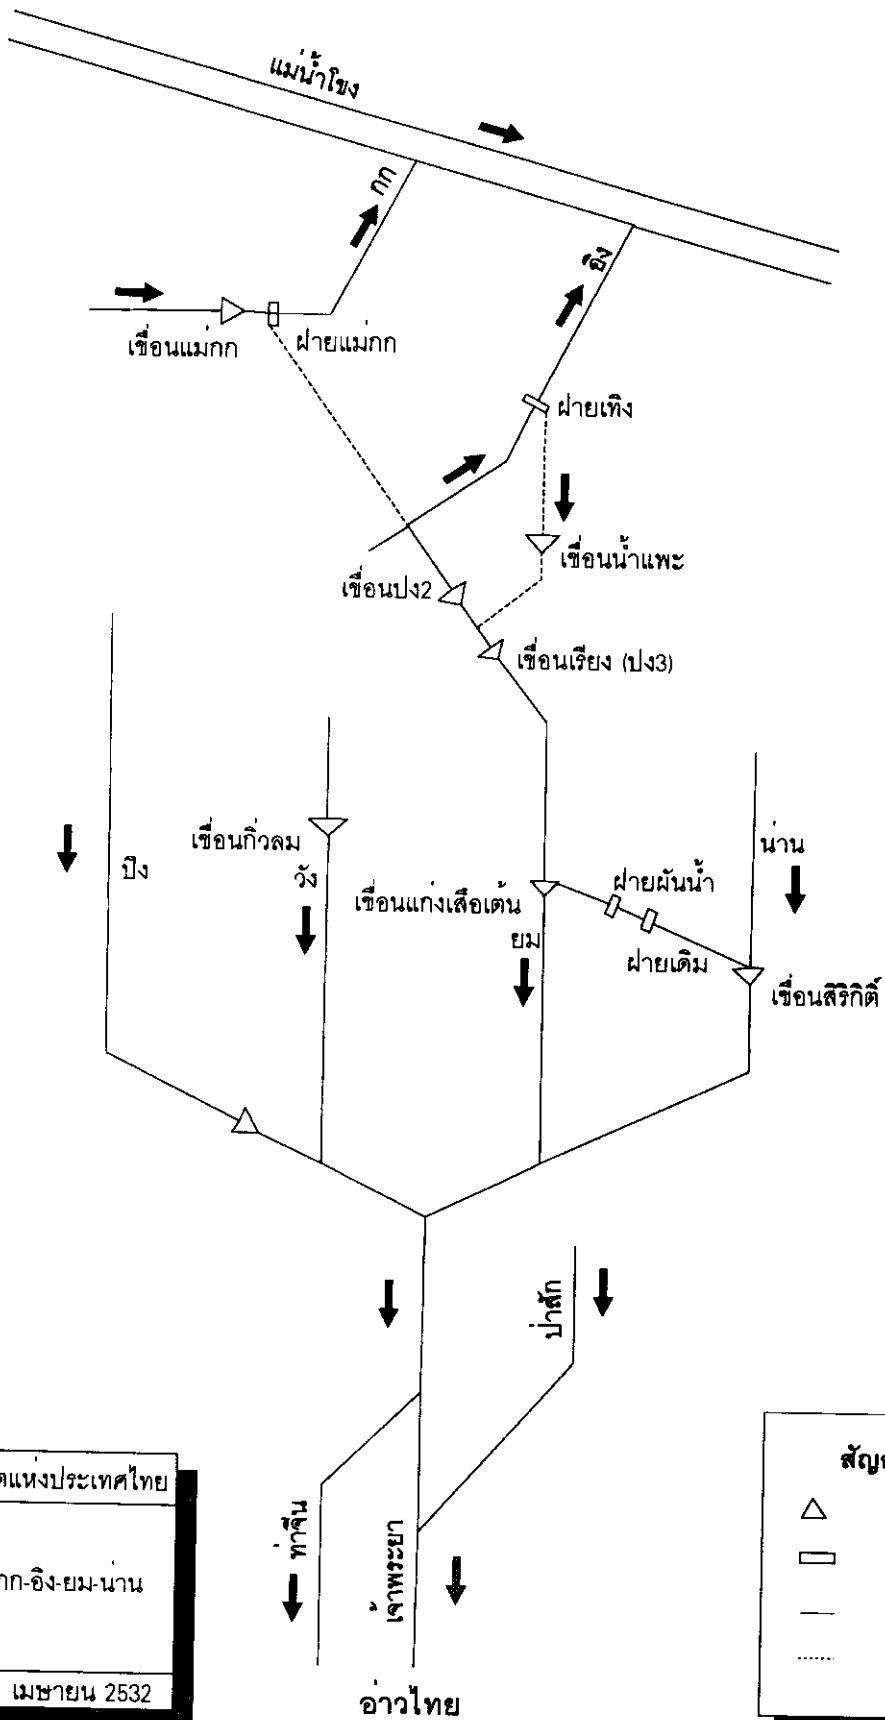 แม่น้ำโขง
กก
อิง
เขื่อนแม่กก
ฝายแม่กก
ฝายเทิง
เขื่อนน้ำแพะ
เขื่อนปง2
เขื่อนเรียง (ปง3)
เขื่อนกิ่วลม
ปิง
วัง
น่าน
ฝายผันน้ำ
เขื่อนแก่งเสือเต้น
ยม
ฝายเดิม
เขื่อนสิริกิติ์
ป่าสัก
ท่าจีน
เจ้าพระยา
อ่าวไทย
แห่งประเทศไทย
กก-อิง-ยม-น่าน
เมษายน 2532